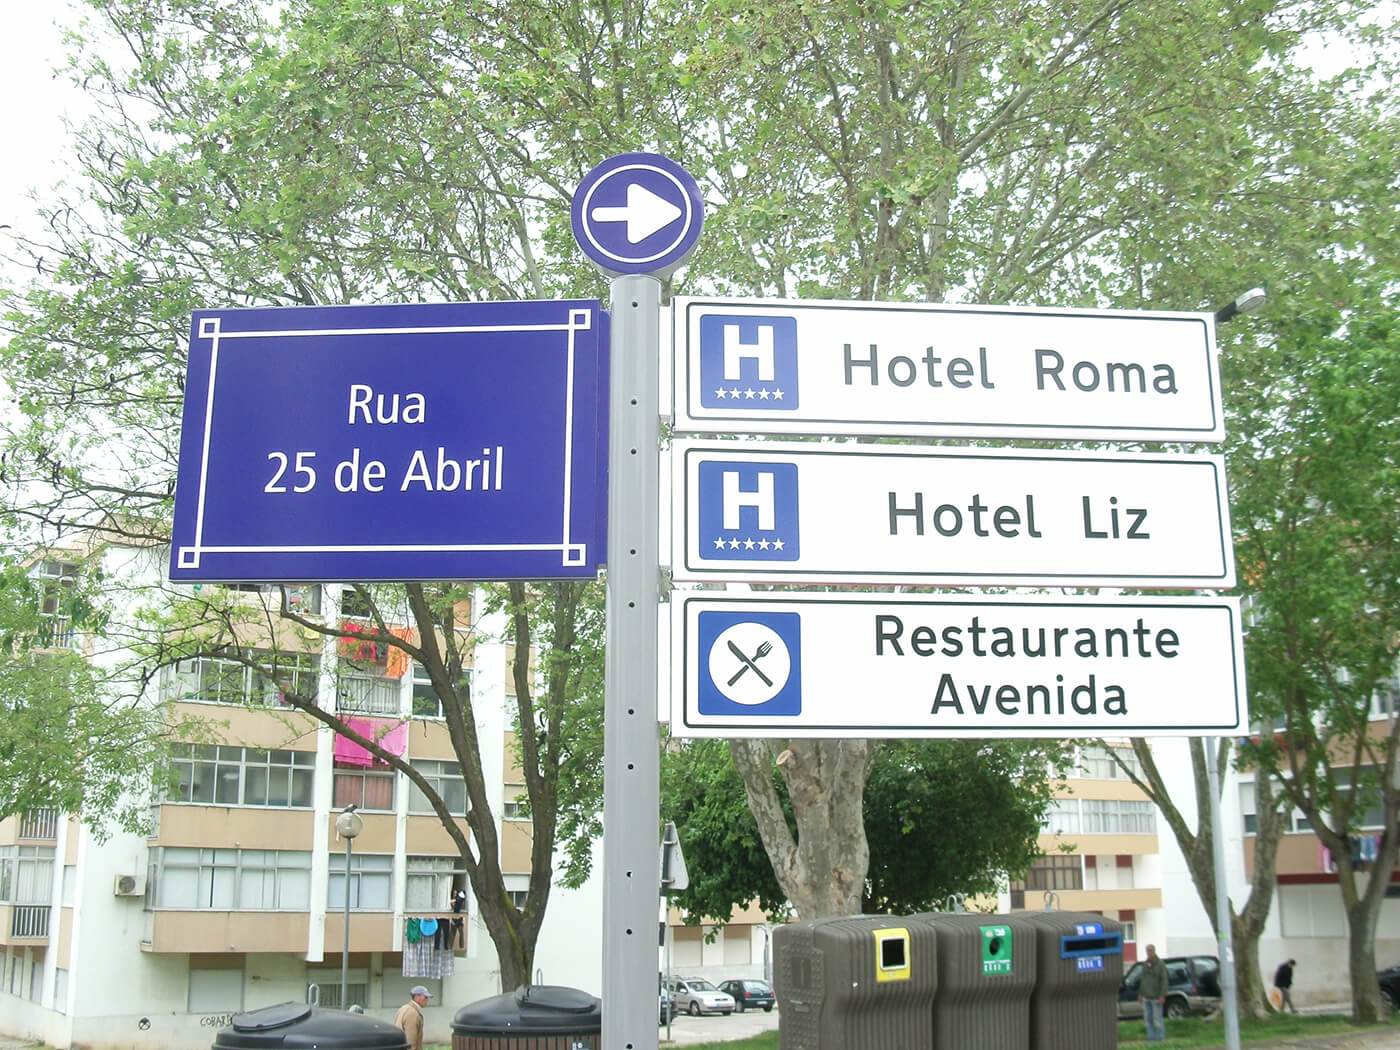 Rua
25 de Abril
H
Hotel Roma
H
Hotel Liz
Restaurante
Avenida